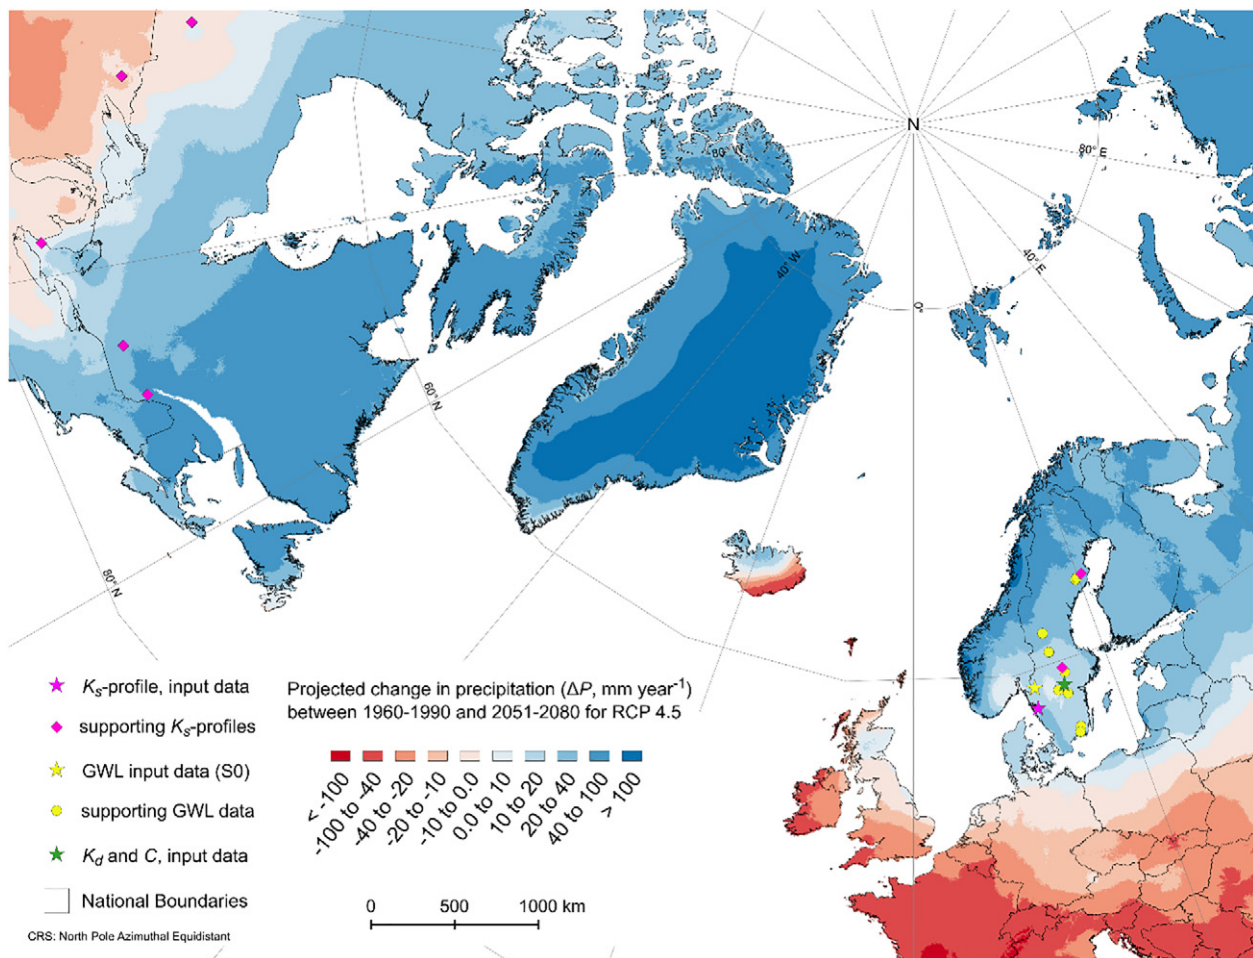 N
80° W
80° E
40° W
40° E
0°
60° N
80° N
K_s-profile, input data
supporting K_s-profiles
GWL input data (S0)
supporting GWL data
K_d and C, input data
National Boundaries
CRS: North Pole Azimuthal Equidistant
Projected change in precipitation (ΔP, mm year⁻¹)
between 1960-1990 and 2051-2080 for RCP 4.5
< -100
-100 to -40
-40 to -20
-20 to -10
-10 to 0.0
0.0 to 10
10 to 20
20 to 40
40 to 100
> 100
0 500 1000 km